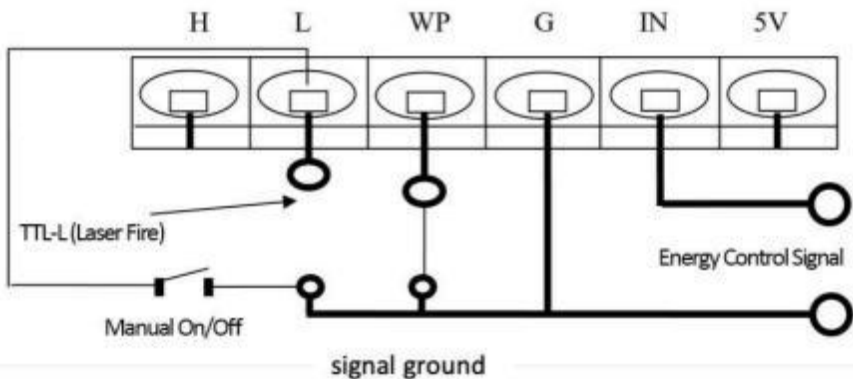 H L WP G IN 5V
TTL-L (Laser Fire)
Energy Control Signal
Manual On/Off
signal ground